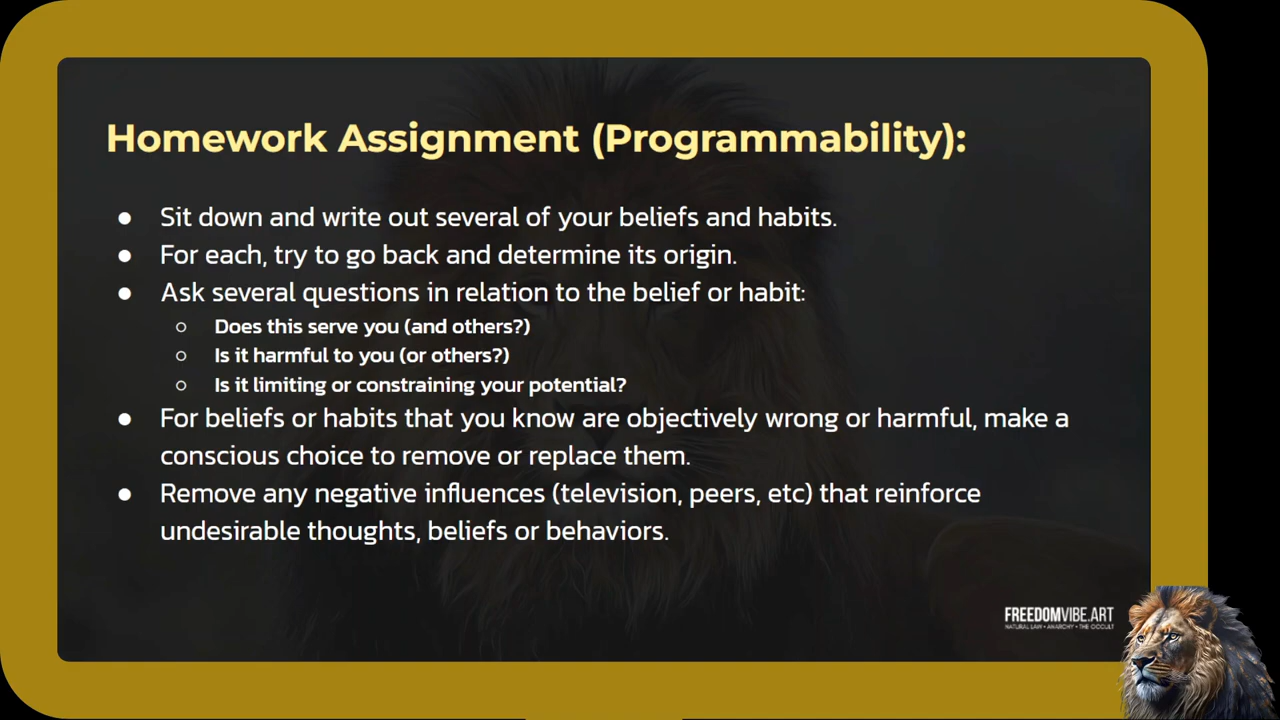 Homework Assignment (Programmability):
● Sit down and write out several of your beliefs and habits.
● For each, try to go back and determine its origin.
● Ask several questions in relation to the belief or habit:
○ Does this serve you (and others?)
○ Is it harmful to you (or others?)
○ Is it limiting or constraining your potential?
● For beliefs or habits that you know are objectively wrong or harmful, make a
conscious choice to remove or replace them.
● Remove any negative influences (television, peers, etc) that reinforce
undesirable thoughts, beliefs or behaviors.
FREEDOMVIBE.ART
NATURAL LAW • ANARCHY • THE OCCULT